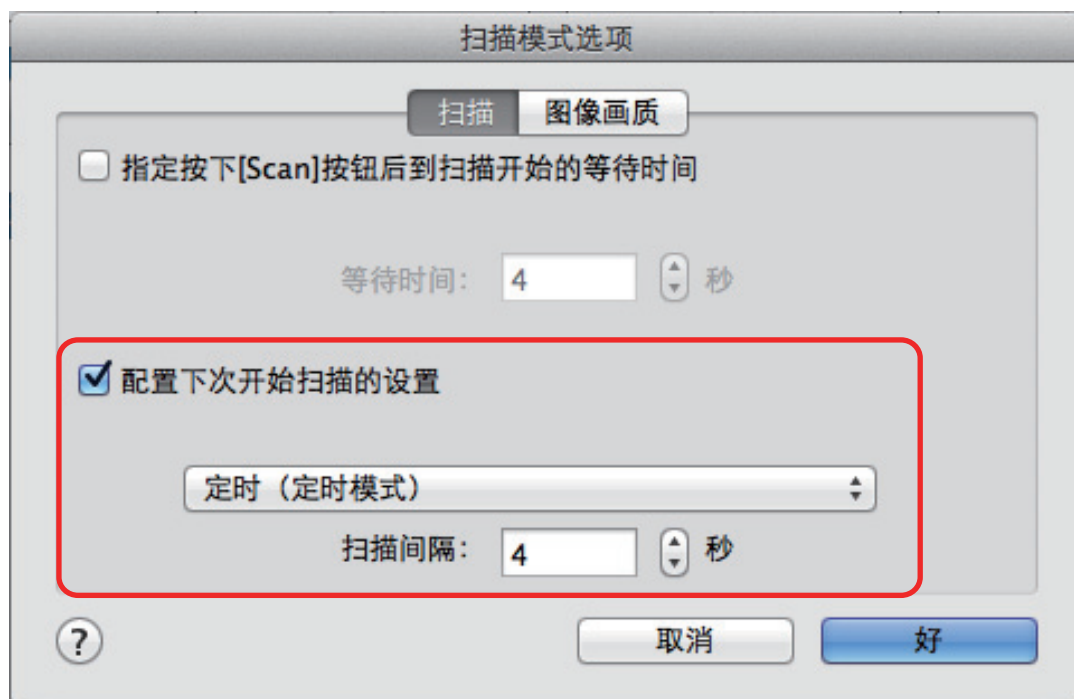 扫描模式选项
扫描 图像画质
指定按下[Scan]按钮后到扫描开始的等待时间
等待时间： 4 秒
配置下次开始扫描的设置
定时（定时模式）
扫描间隔： 4 秒
? 取消 好